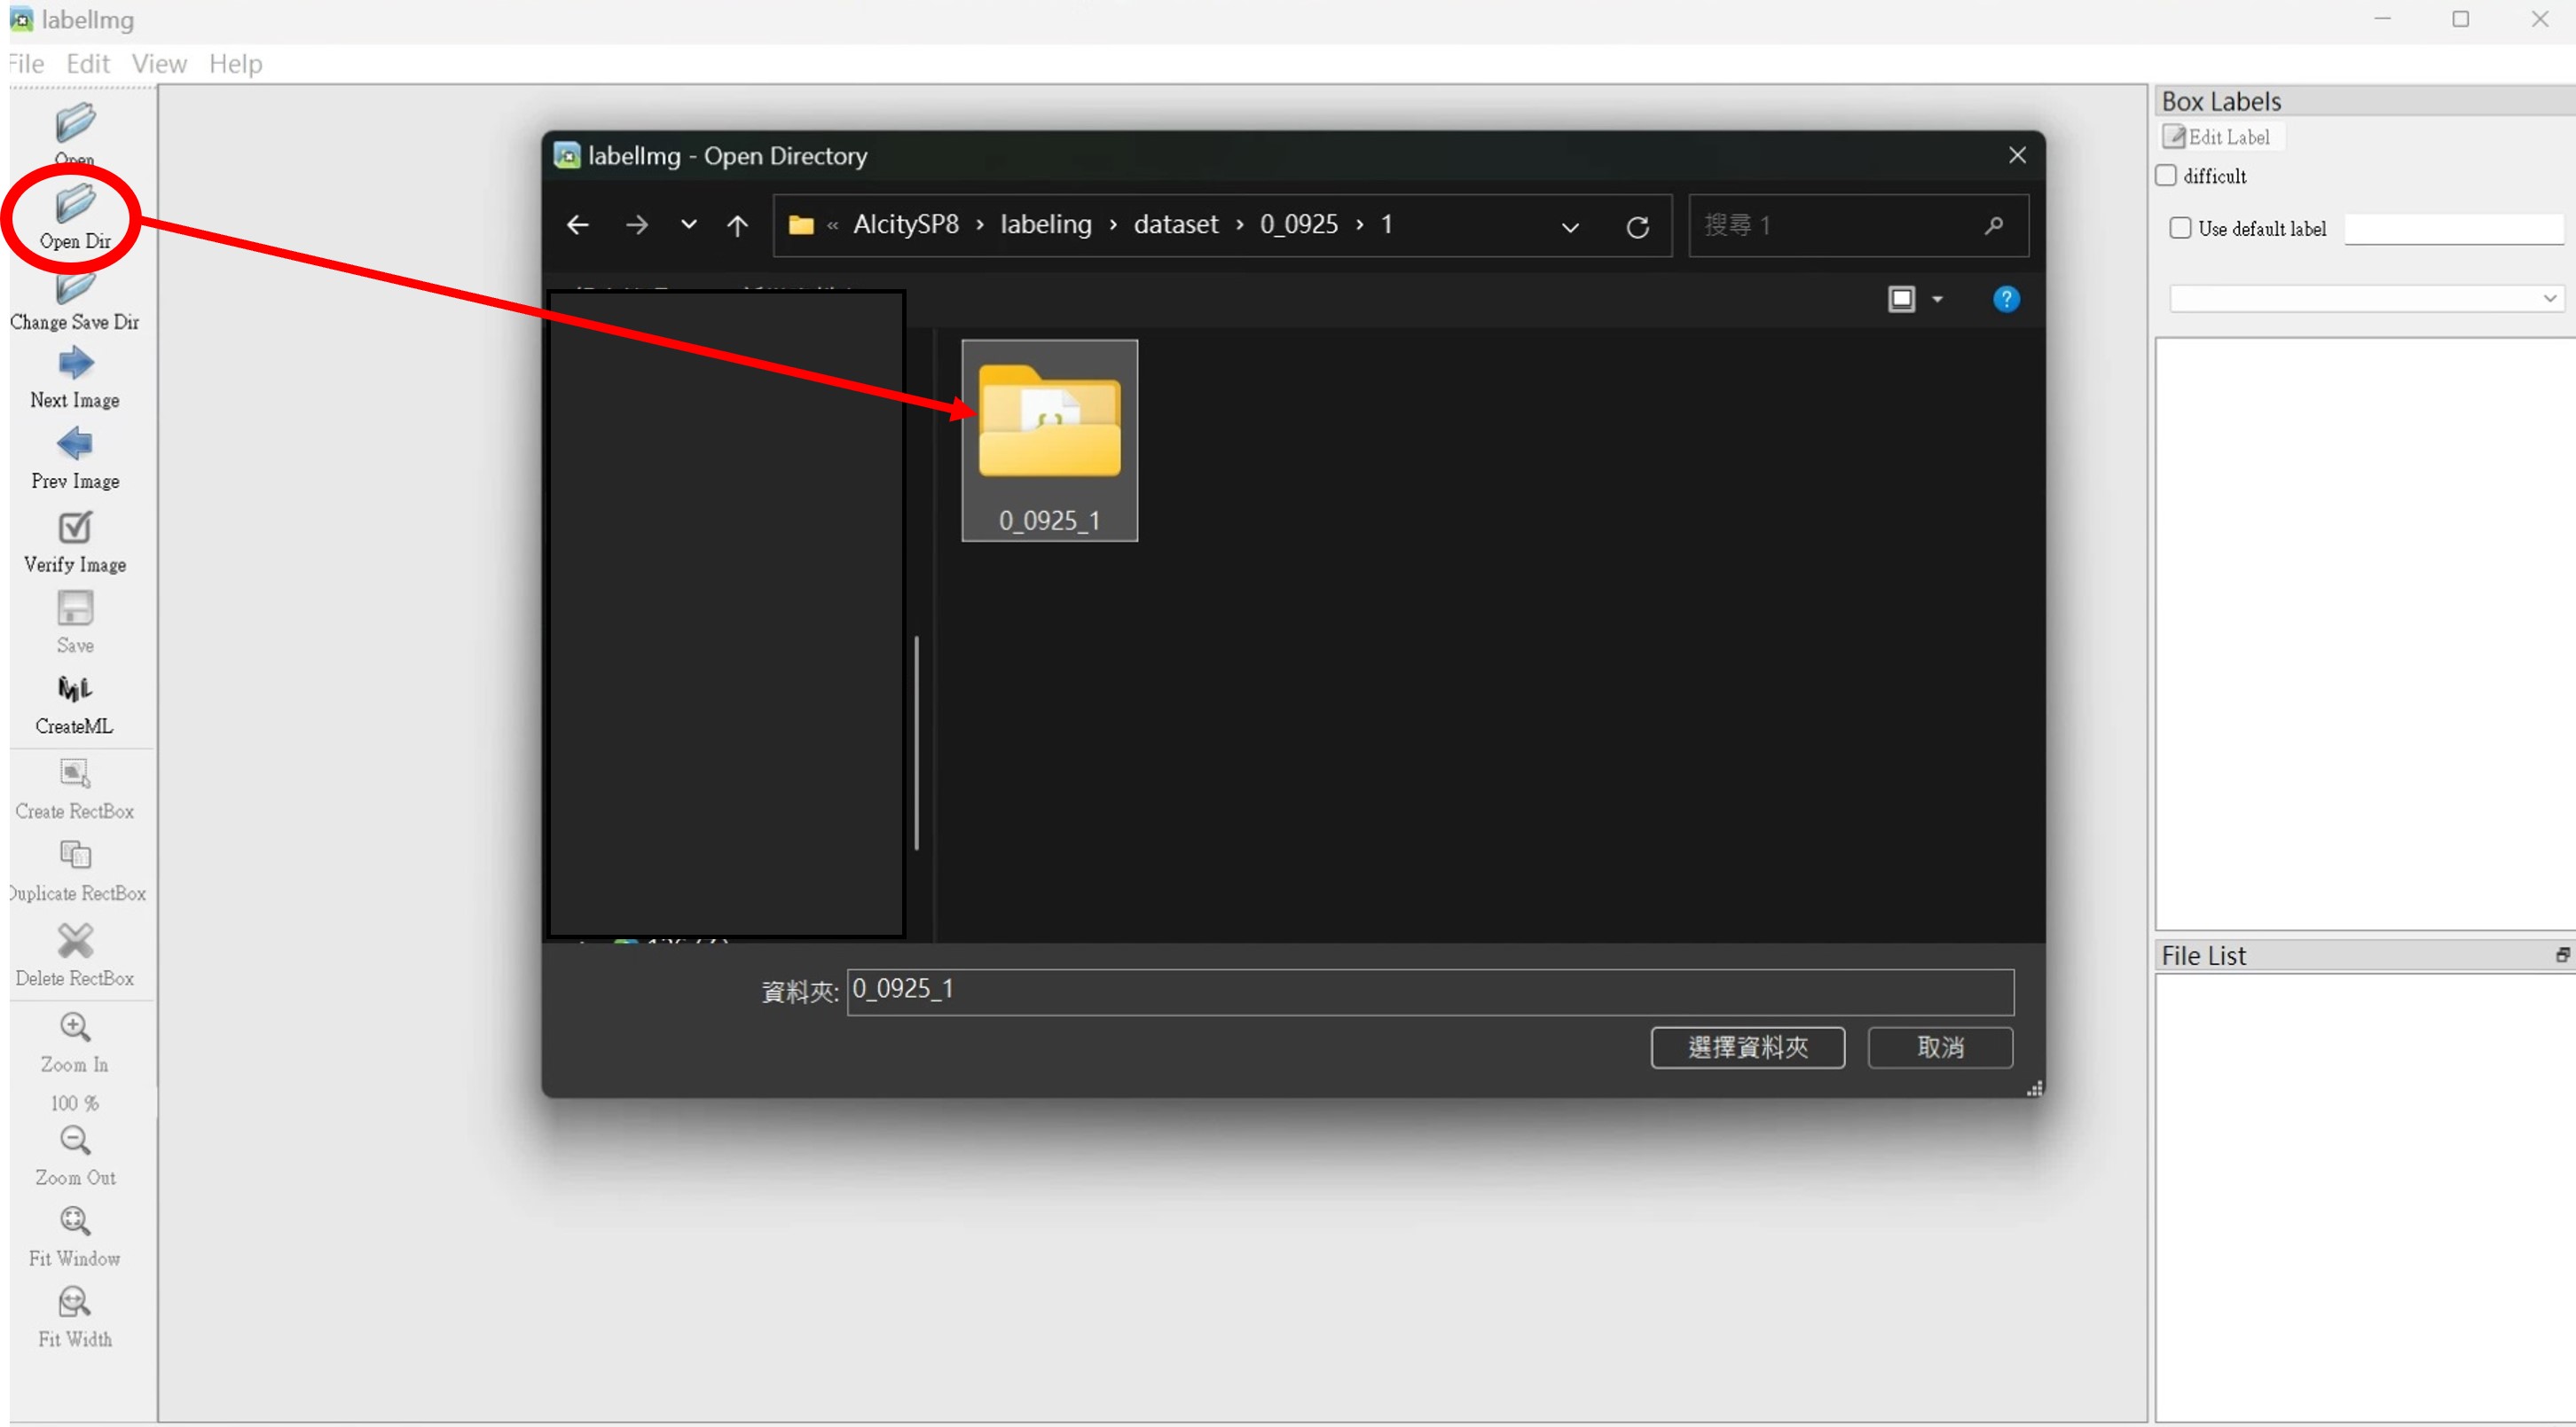 labelImg
File Edit View Help
Open
Open Dir
Change Save Dir
Next Image
Prev Image
Verify Image
Save
CreateML
Create RectBox
Duplicate RectBox
Delete RectBox
Zoom In
100 %
Zoom Out
Fit Window
Fit Width
labelImg - Open Directory
« AIcitySP8 › labeling › dataset › 0_0925 › 1
搜尋 1
0_0925_1
資料夾: 0_0925_1
選擇資料夾 取消
Box Labels
Edit Label
difficult
Use default label
File List